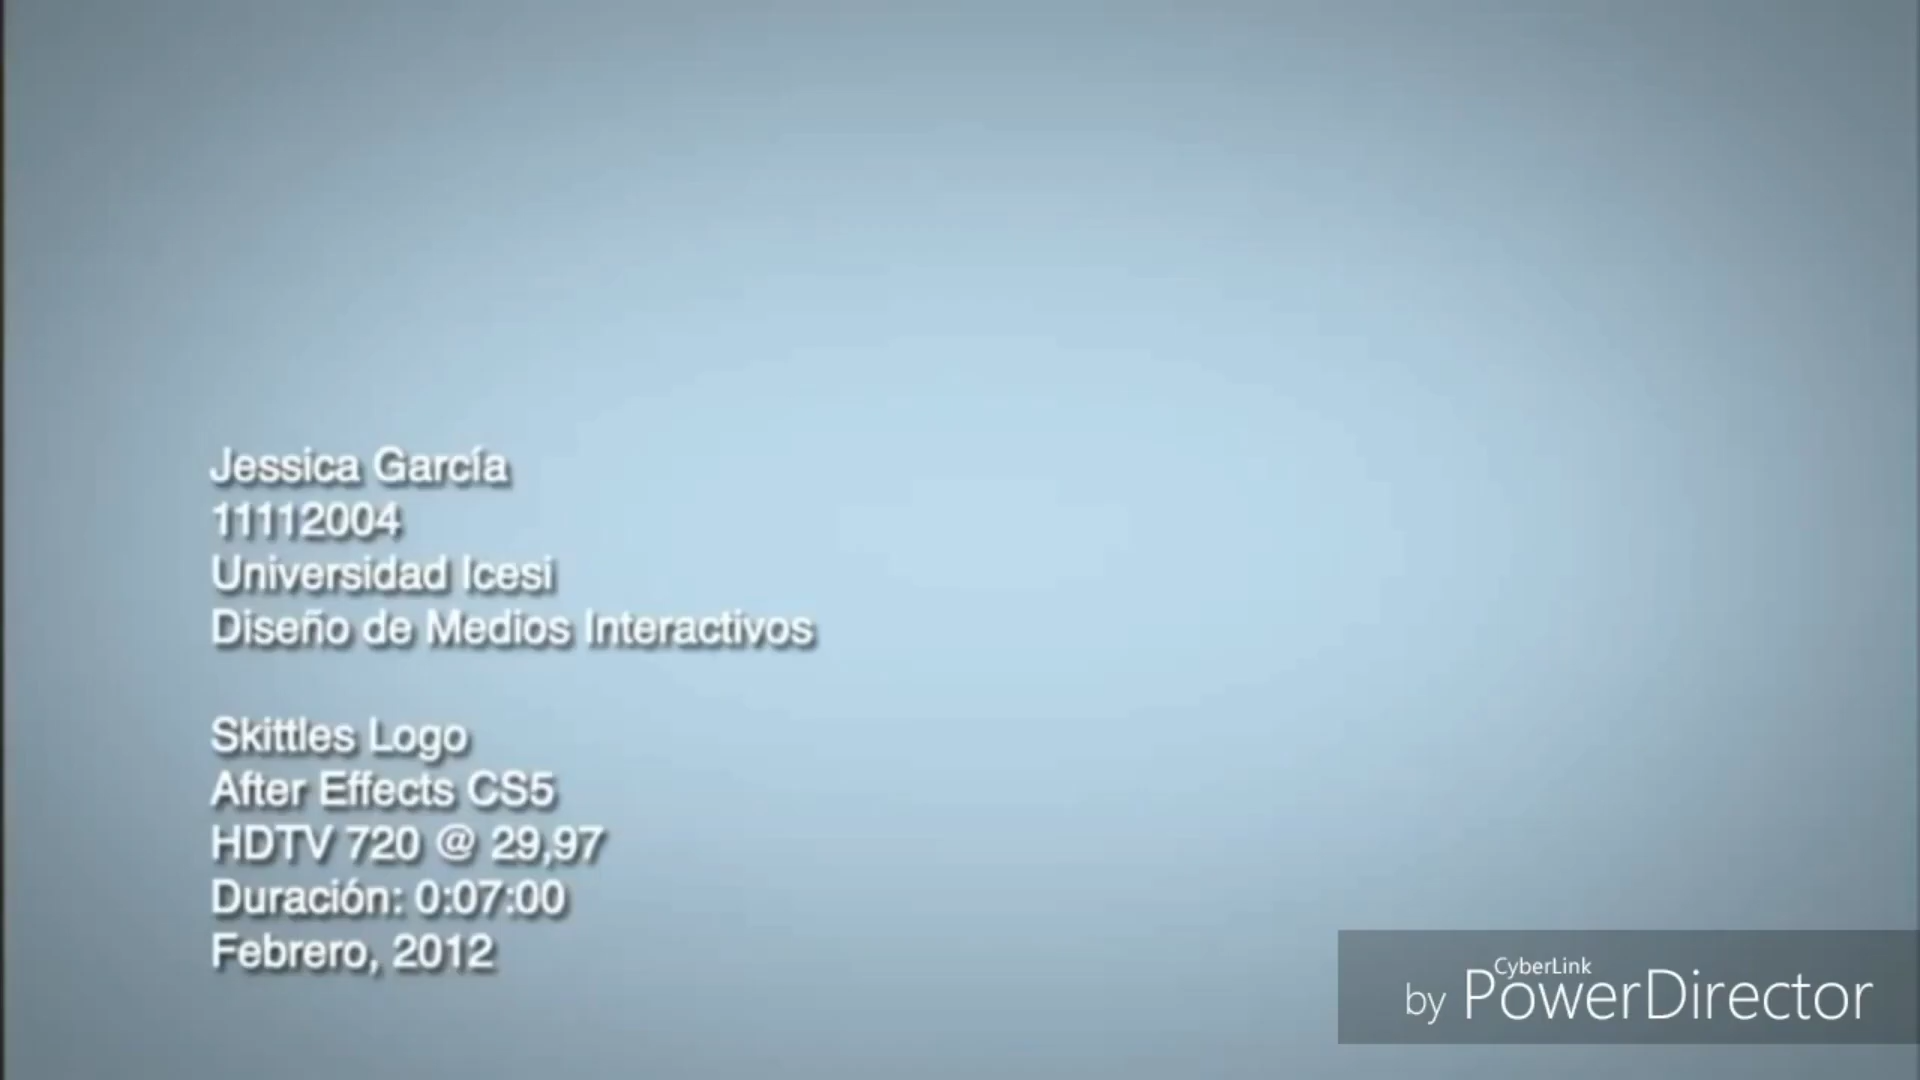 Jessica García
11112004
Universidad Icesi
Diseño de Medios Interactivos
Skittles Logo
After Effects CS5
HDTV 720 @ 29,97
Duración: 0:07:00
Febrero, 2012
CyberLink
by PowerDirector